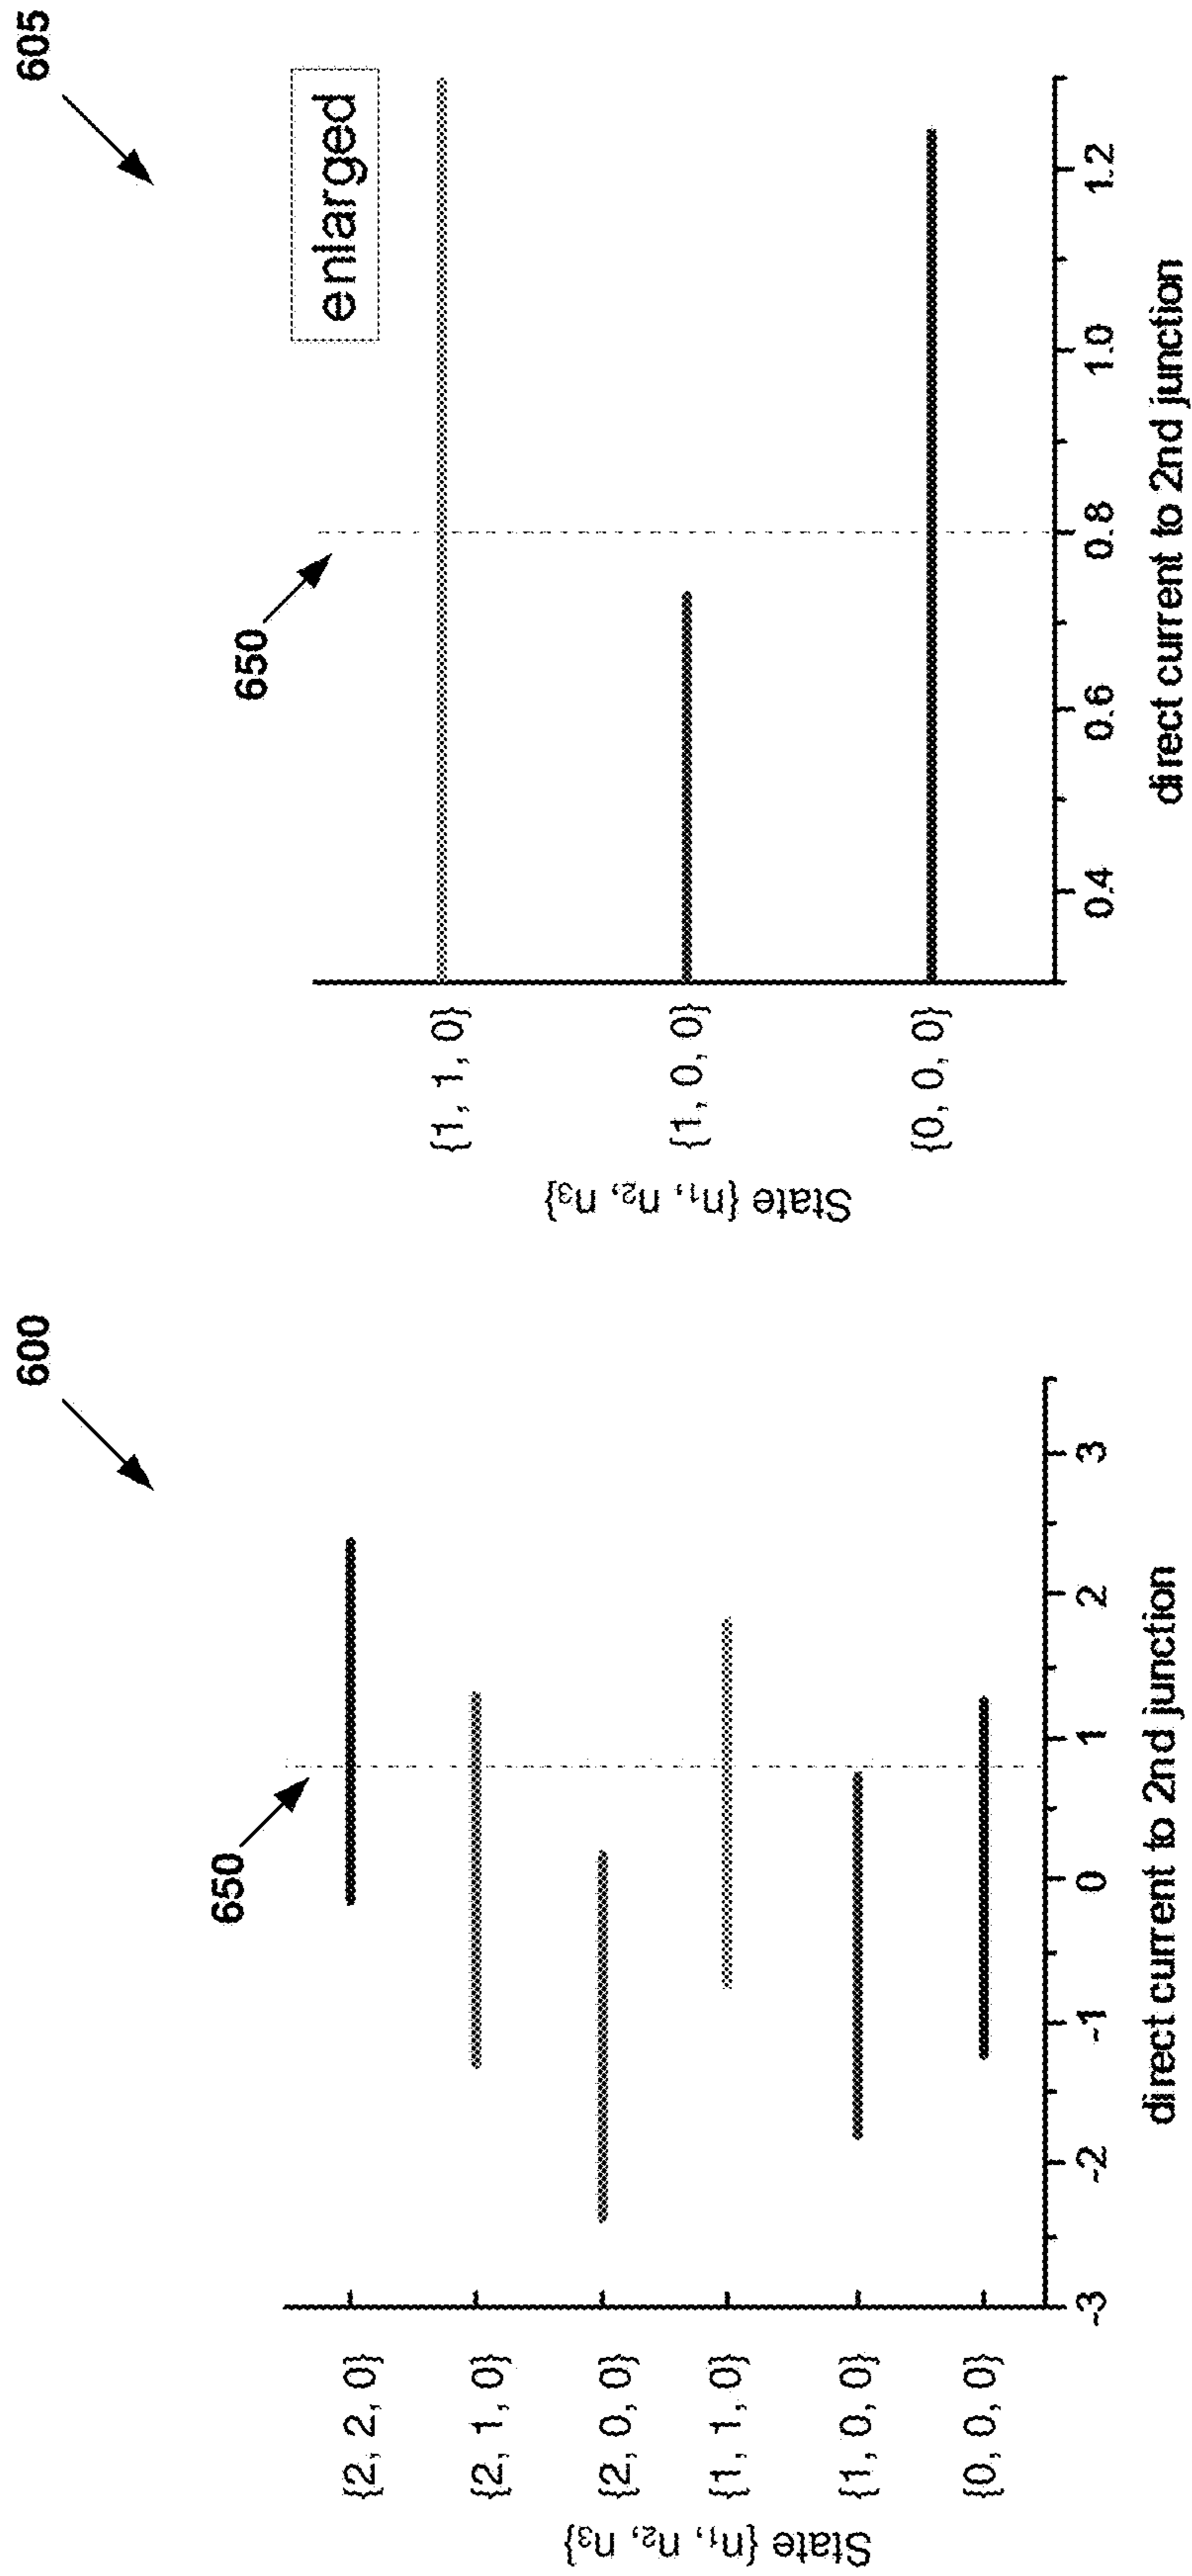 600
650
State {n₁, n₂, n₃}
{2, 2, 0}
{2, 1, 0}
{2, 0, 0}
{1, 1, 0}
{1, 0, 0}
{0, 0, 0}
-3 -2 -1 0 1 2 3
direct current to 2nd junction
605
enlarged
650
State {n₁, n₂, n₃}
{1, 1, 0}
{1, 0, 0}
{0, 0, 0}
0.4 0.6 0.8 1.0 1.2
direct current to 2nd junction